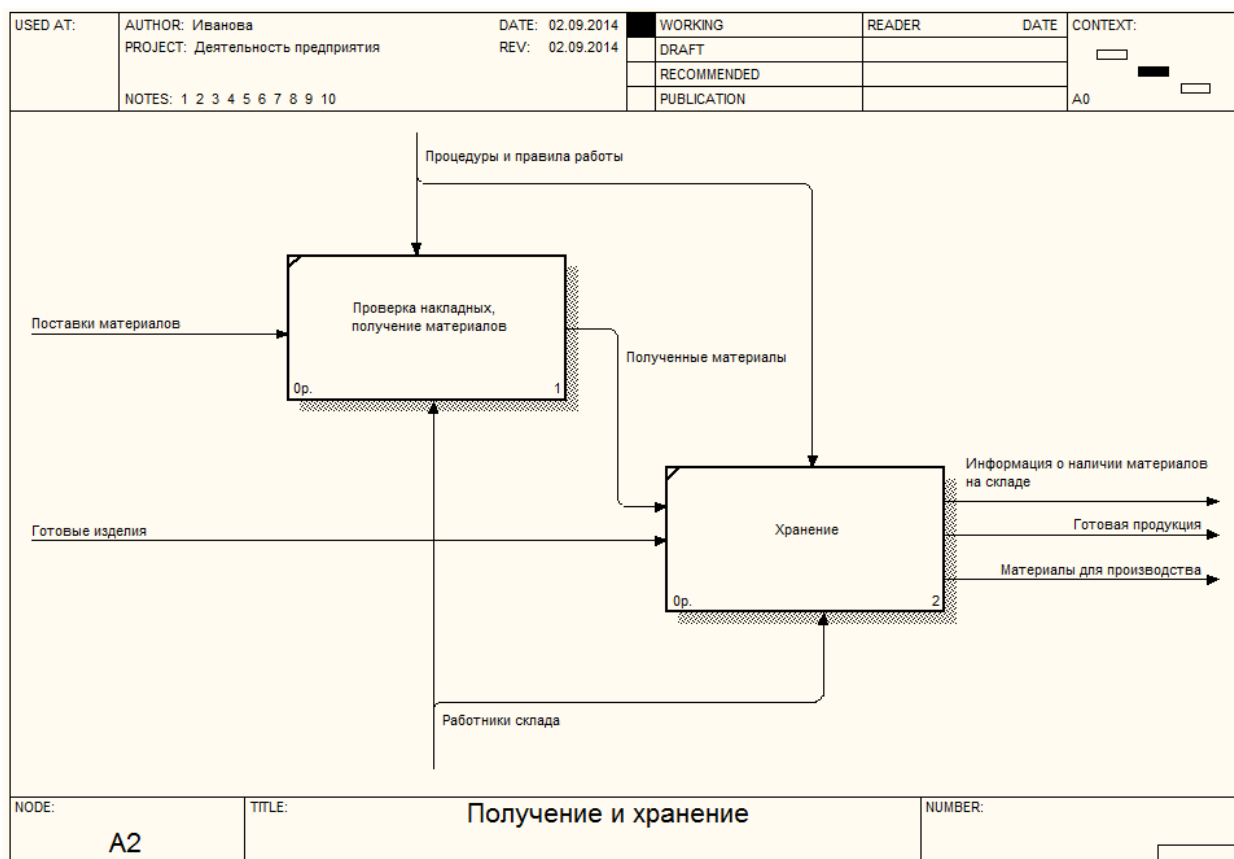 USED AT:
AUTHOR: Иванова
DATE: 02.09.2014
PROJECT: Деятельность предприятия
REV: 02.09.2014
NOTES: 1 2 3 4 5 6 7 8 9 10
WORKING
DRAFT
RECOMMENDED
PUBLICATION
READER
DATE
CONTEXT:
A0
Процедуры и правила работы
Проверка накладных,
получение материалов
0р.
1
Поставки материалов
Полученные материалы
Информация о наличии материалов
на складе
Готовые изделия
Хранение
0р.
2
Готовая продукция
Материалы для производства
Работники склада
NODE:
A2
TITLE:
Получение и хранение
NUMBER: